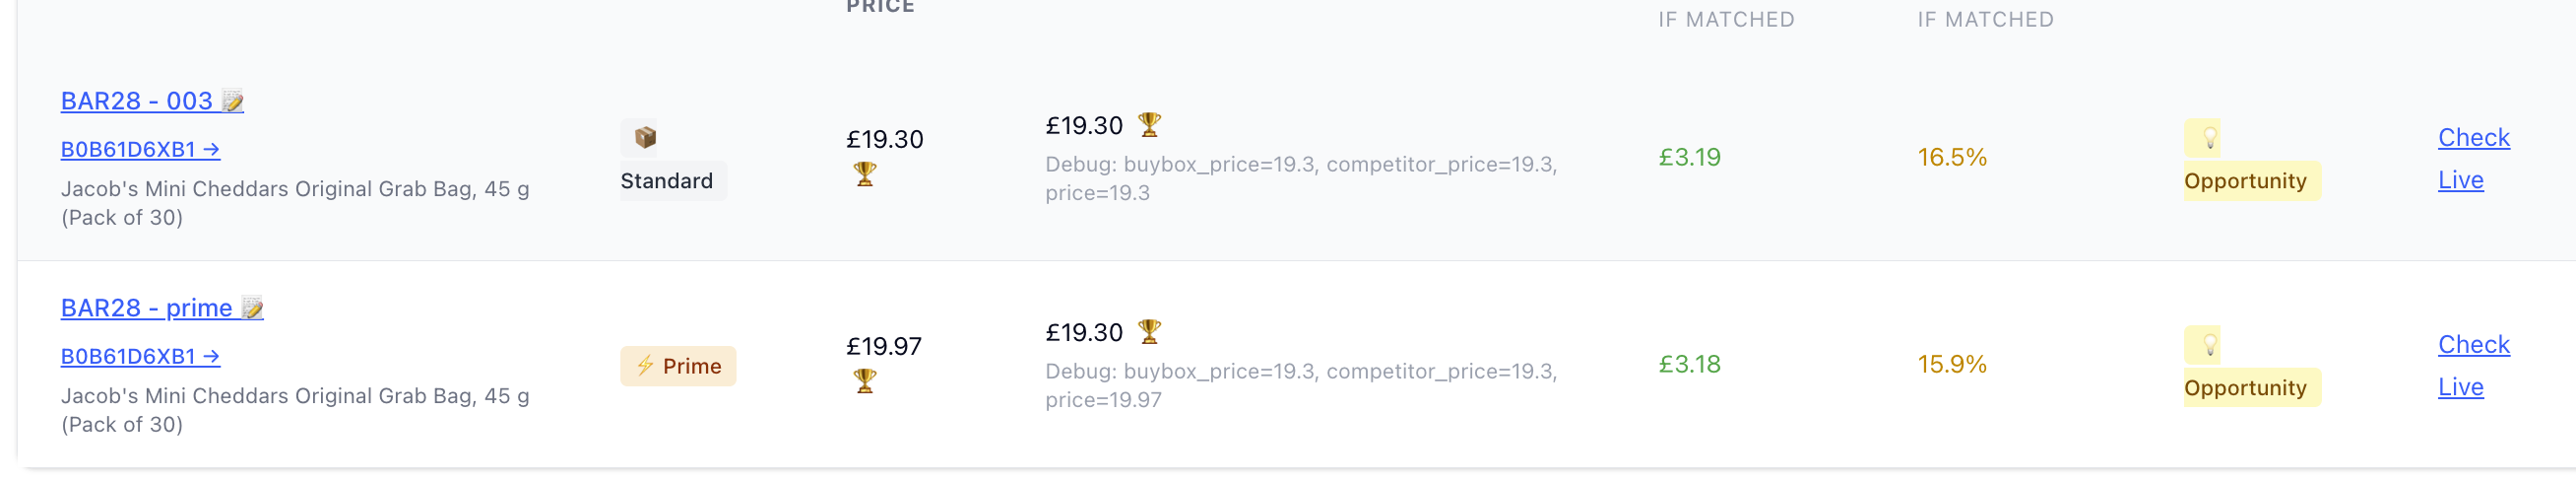 PRICE
IF MATCHED
IF MATCHED
BAR28 - 003 📝
B0B61D6XB1 →
Jacob's Mini Cheddars Original Grab Bag, 45 g
(Pack of 30)
📦
Standard
£19.30
🏆
£19.30 🏆
Debug: buybox_price=19.3, competitor_price=19.3,
price=19.3
£3.19
16.5%
💡
Opportunity
Check
Live
BAR28 - prime 📝
B0B61D6XB1 →
Jacob's Mini Cheddars Original Grab Bag, 45 g
(Pack of 30)
⚡ Prime
£19.97
🏆
£19.30 🏆
Debug: buybox_price=19.3, competitor_price=19.3,
price=19.97
£3.18
15.9%
💡
Opportunity
Check
Live